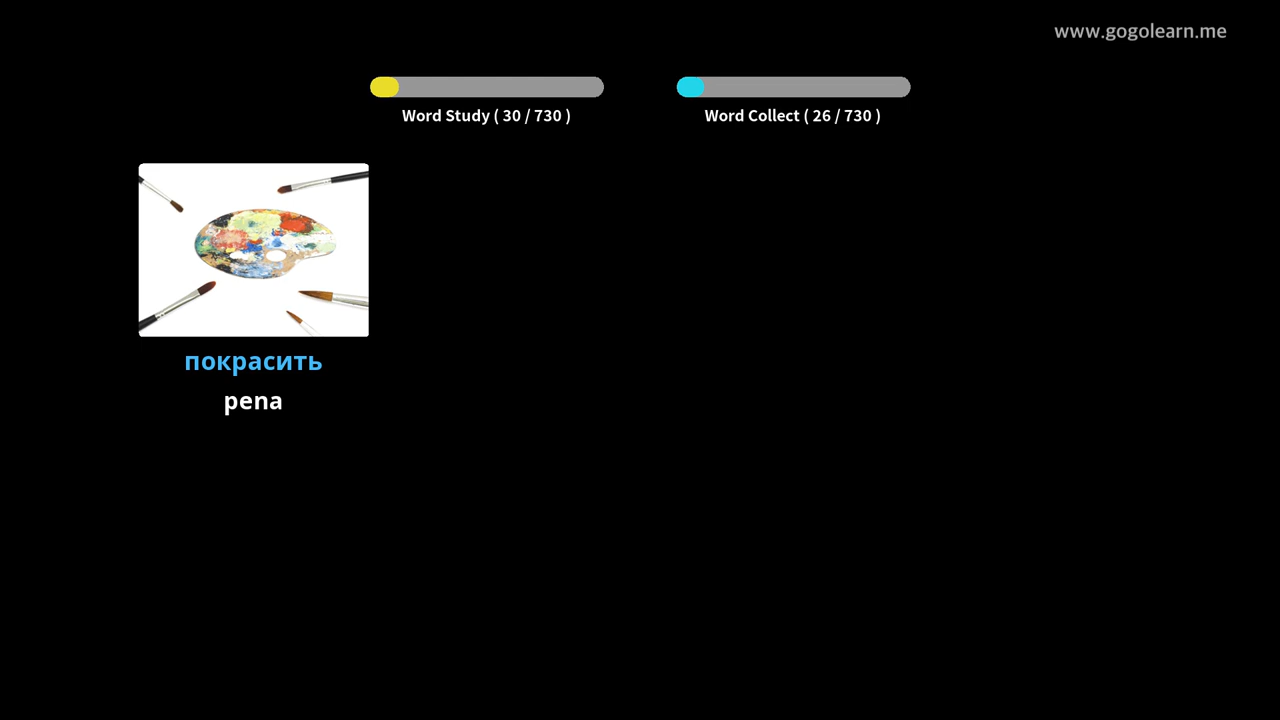 www.gogolearn.me
Word Study ( 30 / 730 )
Word Collect ( 26 / 730 )
покрасить
pena